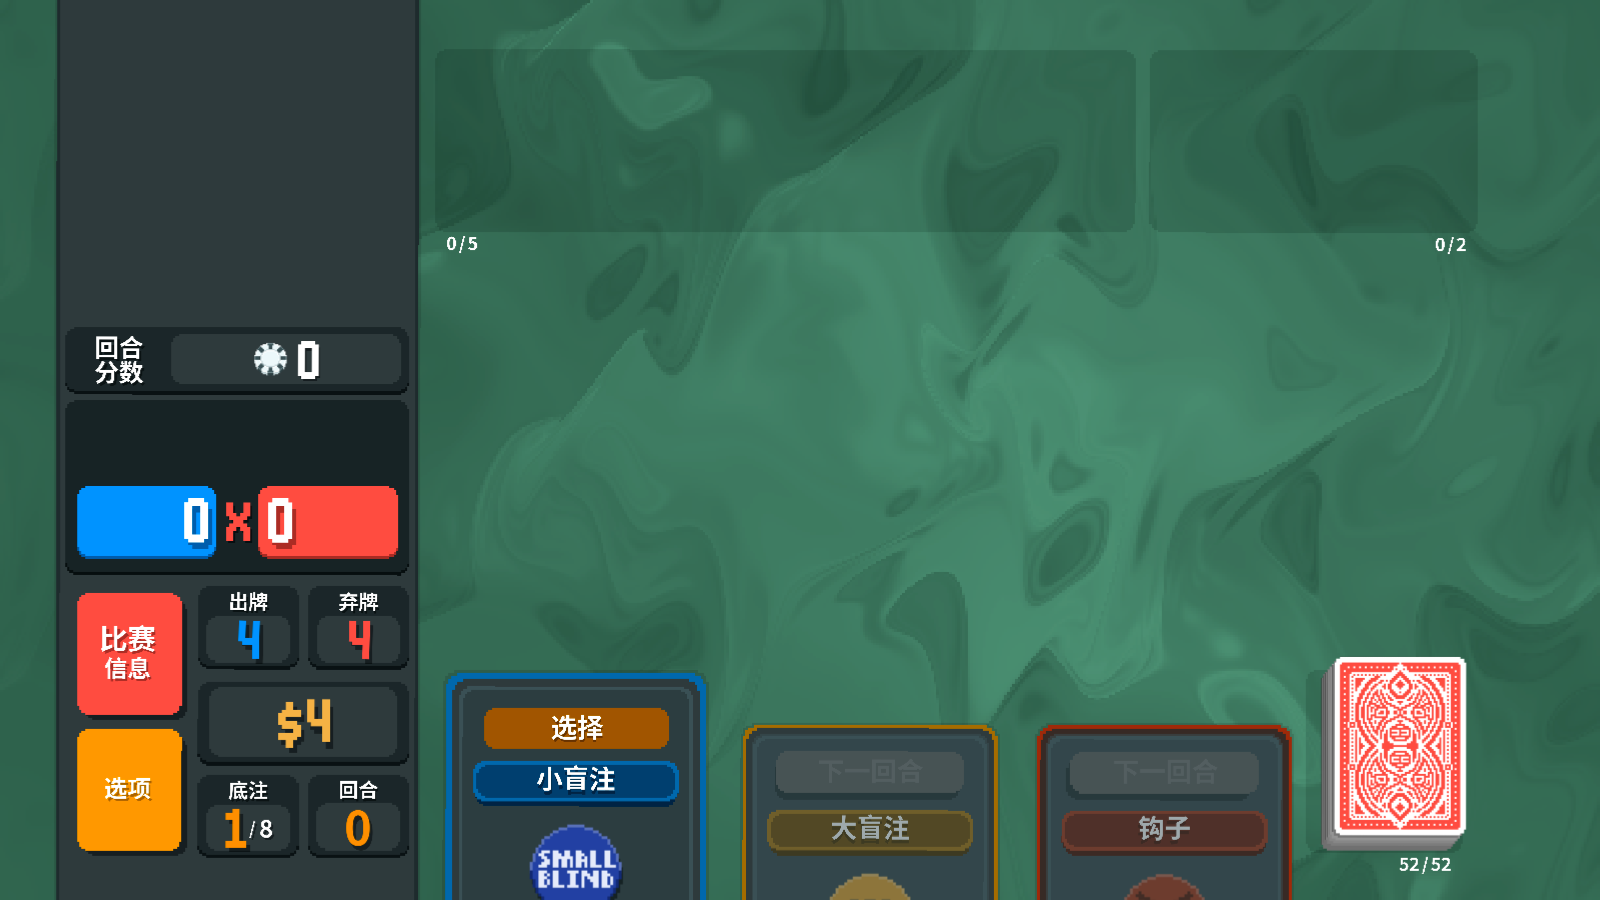 0/5
0/2
回合
分数
0
0 X 0
比赛
信息
出牌
4
弃牌
4
$4
选项
底注
1/8
回合
0
选择
小盲注
SMALL
BLIND
下一回合
大盲注
下一回合
钩子
52/52